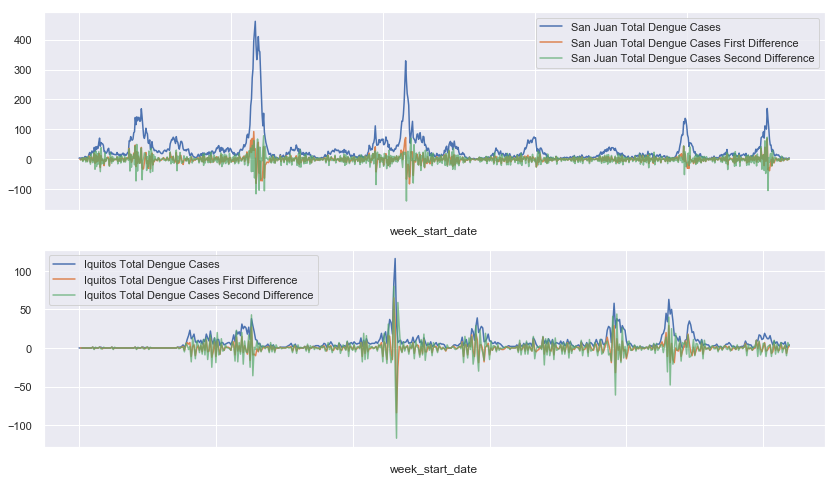 San Juan Total Dengue Cases
San Juan Total Dengue Cases First Difference
San Juan Total Dengue Cases Second Difference
400
300
200
100
0
−100
week_start_date
Iquitos Total Dengue Cases
Iquitos Total Dengue Cases First Difference
Iquitos Total Dengue Cases Second Difference
100
50
0
−50
−100
week_start_date